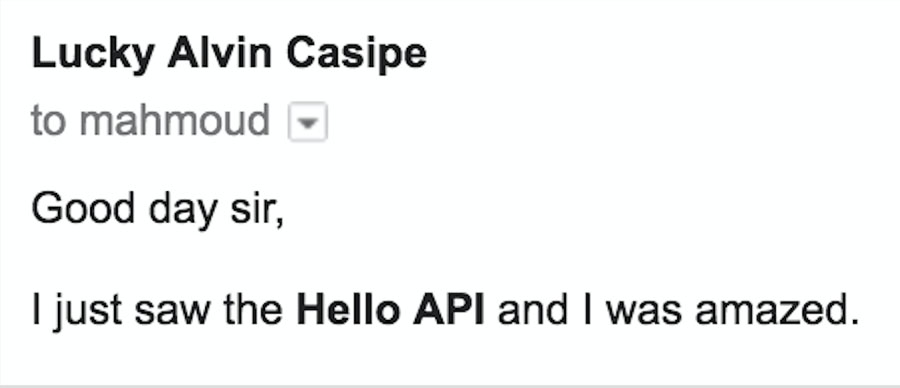 Lucky Alvin Casipe
to mahmoud
Good day sir,
I just saw the Hello API and I was amazed.